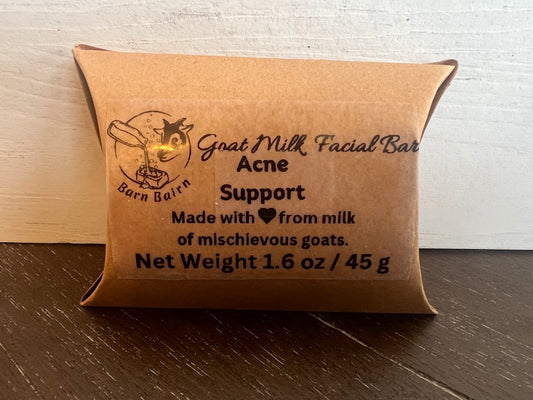 Goat Milk Facial Bar
Acne
Support
Barn Bairn
Made with ❤ from milk
of mischievous goats.
Net Weight 1.6 oz / 45 g